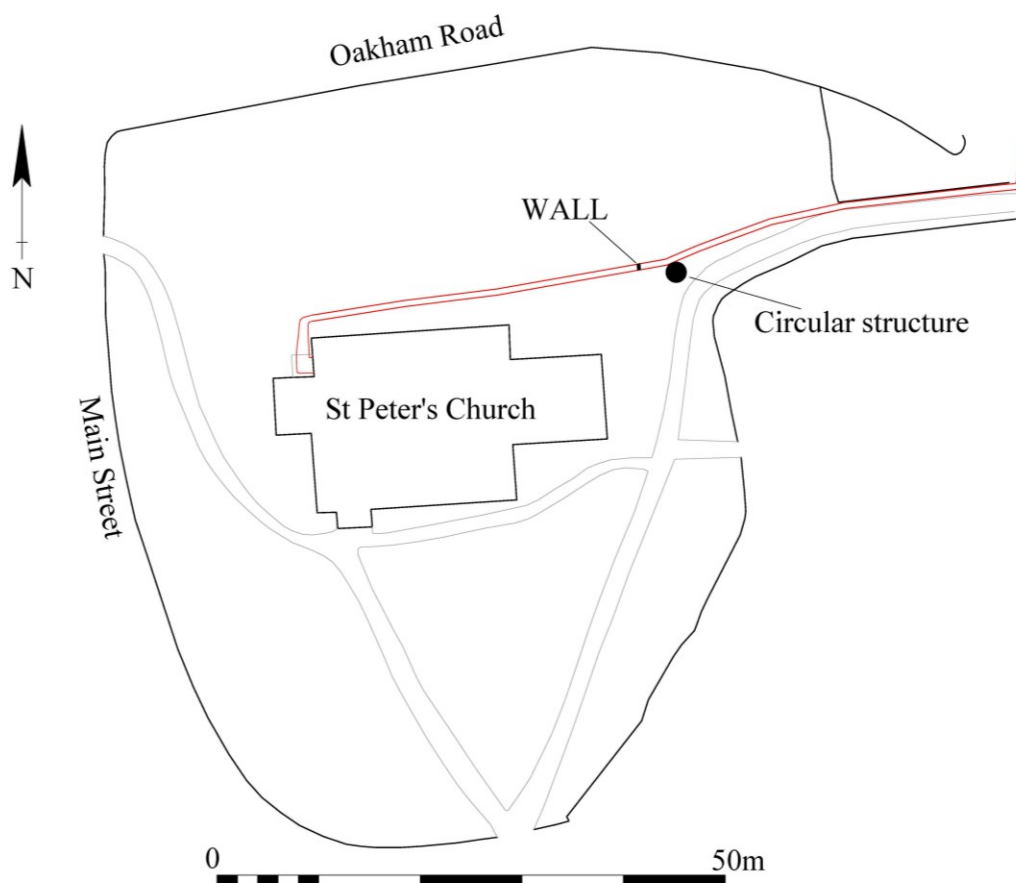 Oakham Road
N
WALL
Circular structure
St Peter's Church
Main Street
0
50m